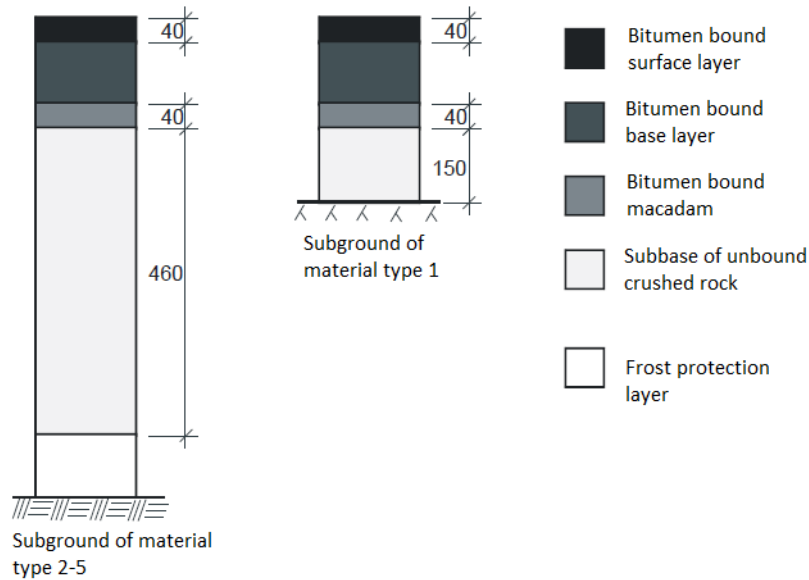 40
40
460
Subground of material
type 2-5
40
40
150
Subground of
material type 1
Bitumen bound
surface layer
Bitumen bound
base layer
Bitumen bound
macadam
Subbase of unbound
crushed rock
Frost protection
layer